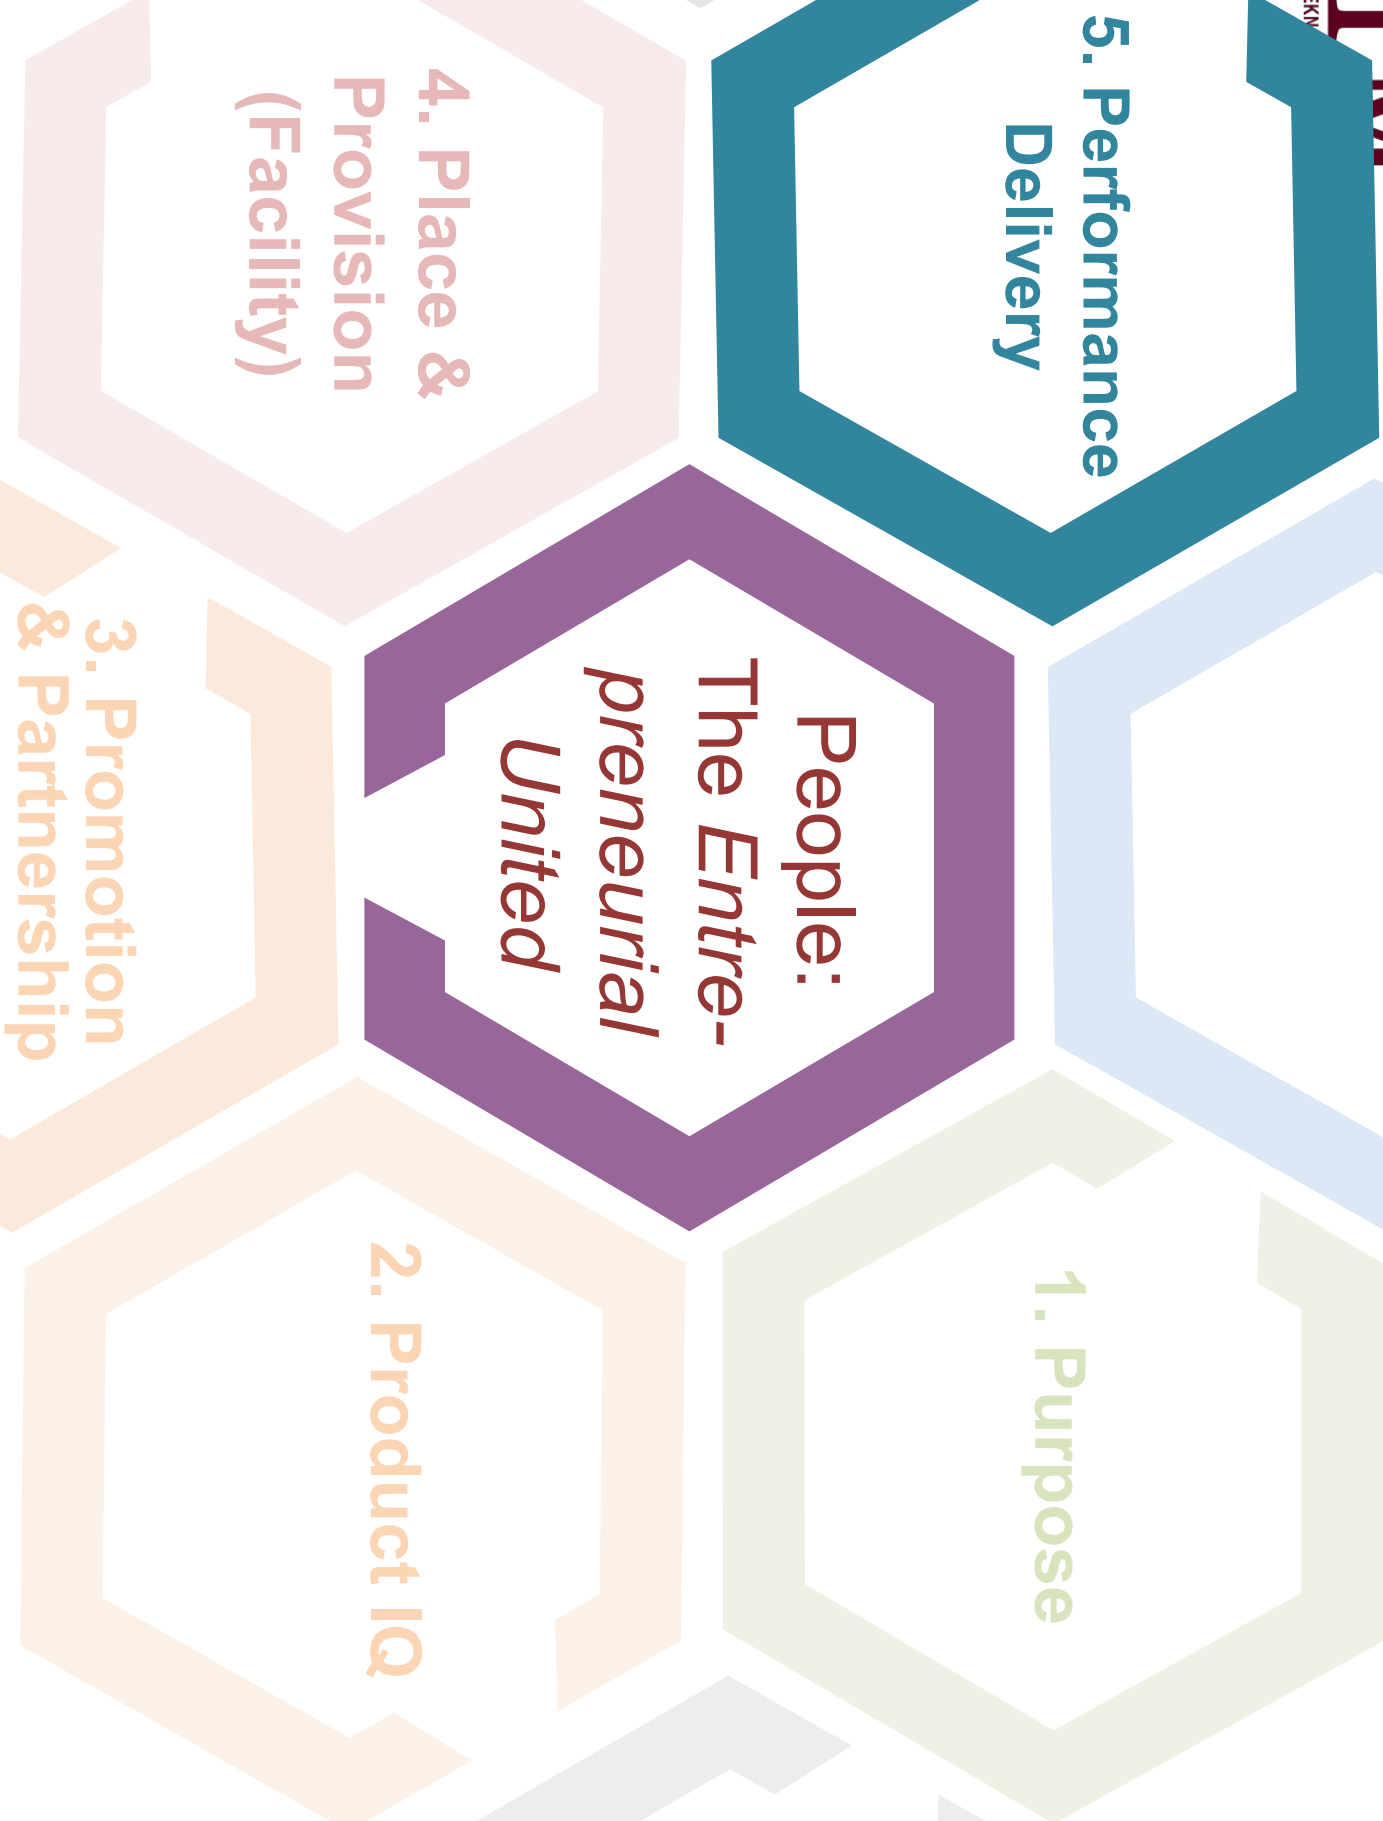 1. Purpose
2. Product IQ
3. Promotion
& Partnership
4. Place &
Provision
(Facility)
5. Performance
Delivery
People:
The Entre-
preneurial
United